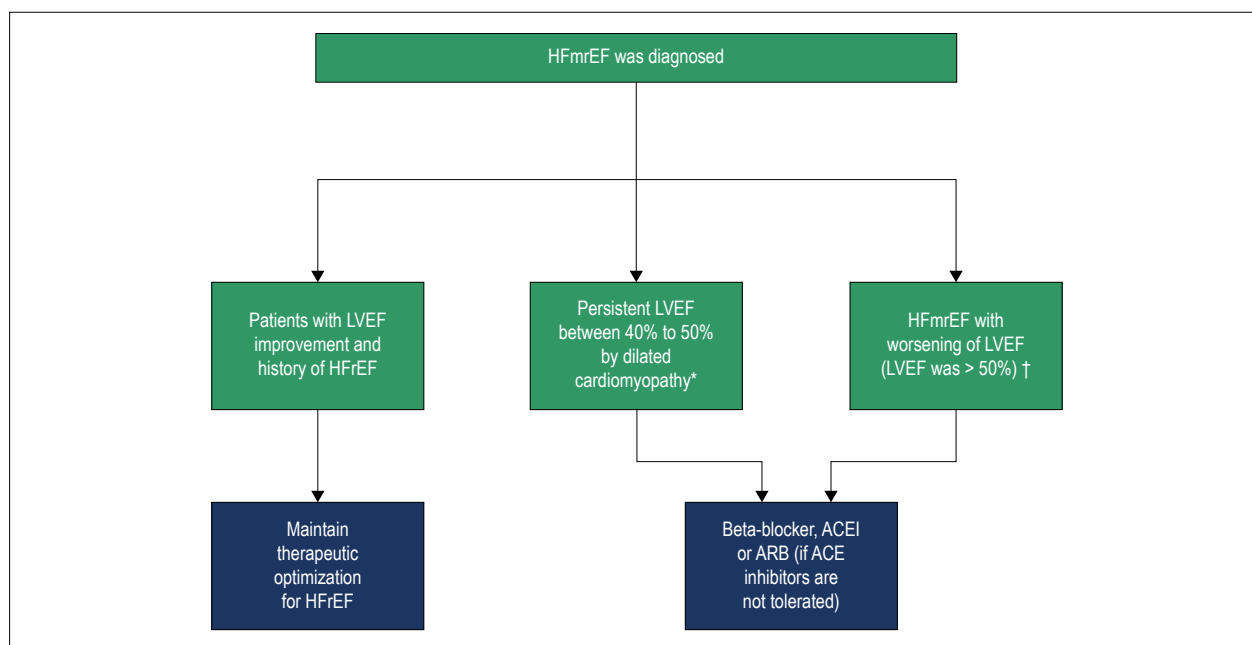 HFmrEF was diagnosed
Patients with LVEF
improvement and
history of HFrEF
Persistent LVEF
between 40% to 50%
by dilated
cardiomyopathy*
HFmrEF with
worsening of LVEF
(LVEF was > 50%) †
Maintain
therapeutic
optimization
for HFrEF
Beta-blocker, ACEI
or ARB (if ACE
inhibitors are
not tolerated)